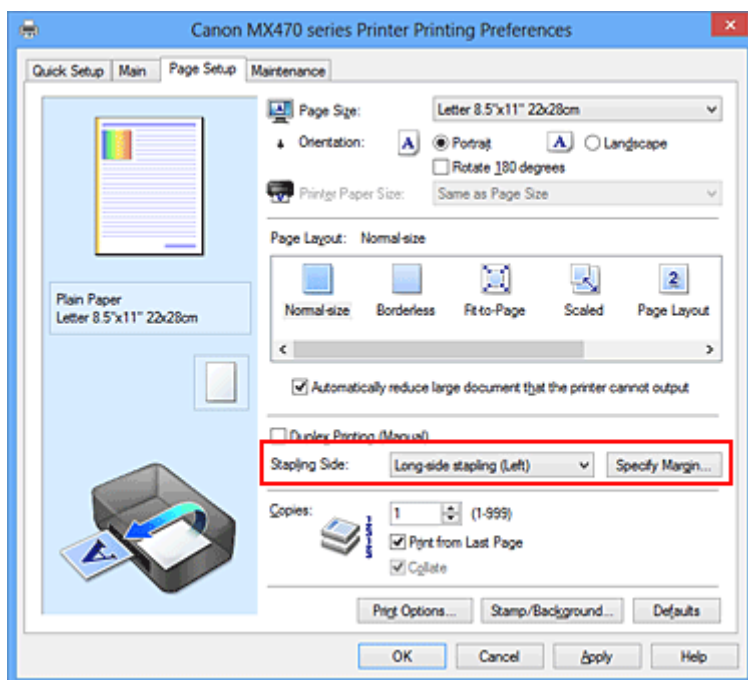 Canon MX470 series Printer Printing Preferences
Quick Setup Main Page Setup Maintenance
Page Size: Letter 8.5"x11" 22x28cm
Orientation: A Portrait A Landscape
Rotate 180 degrees
Printer Paper Size: Same as Page Size
Page Layout: Normal-size
Normal-size Borderless Fit-to-Page Scaled 2 Page Layout
Plain Paper
Letter 8.5"x11" 22x28cm
Automatically reduce large document that the printer cannot output
Duplex Printing (Manual)
Stapling Side: Long-side stapling (Left) Specify Margin...
Copies: 1 (1-999)
Print from Last Page
Collate
A
Print Options... Stamp/Background... Defaults
OK Cancel Apply Help